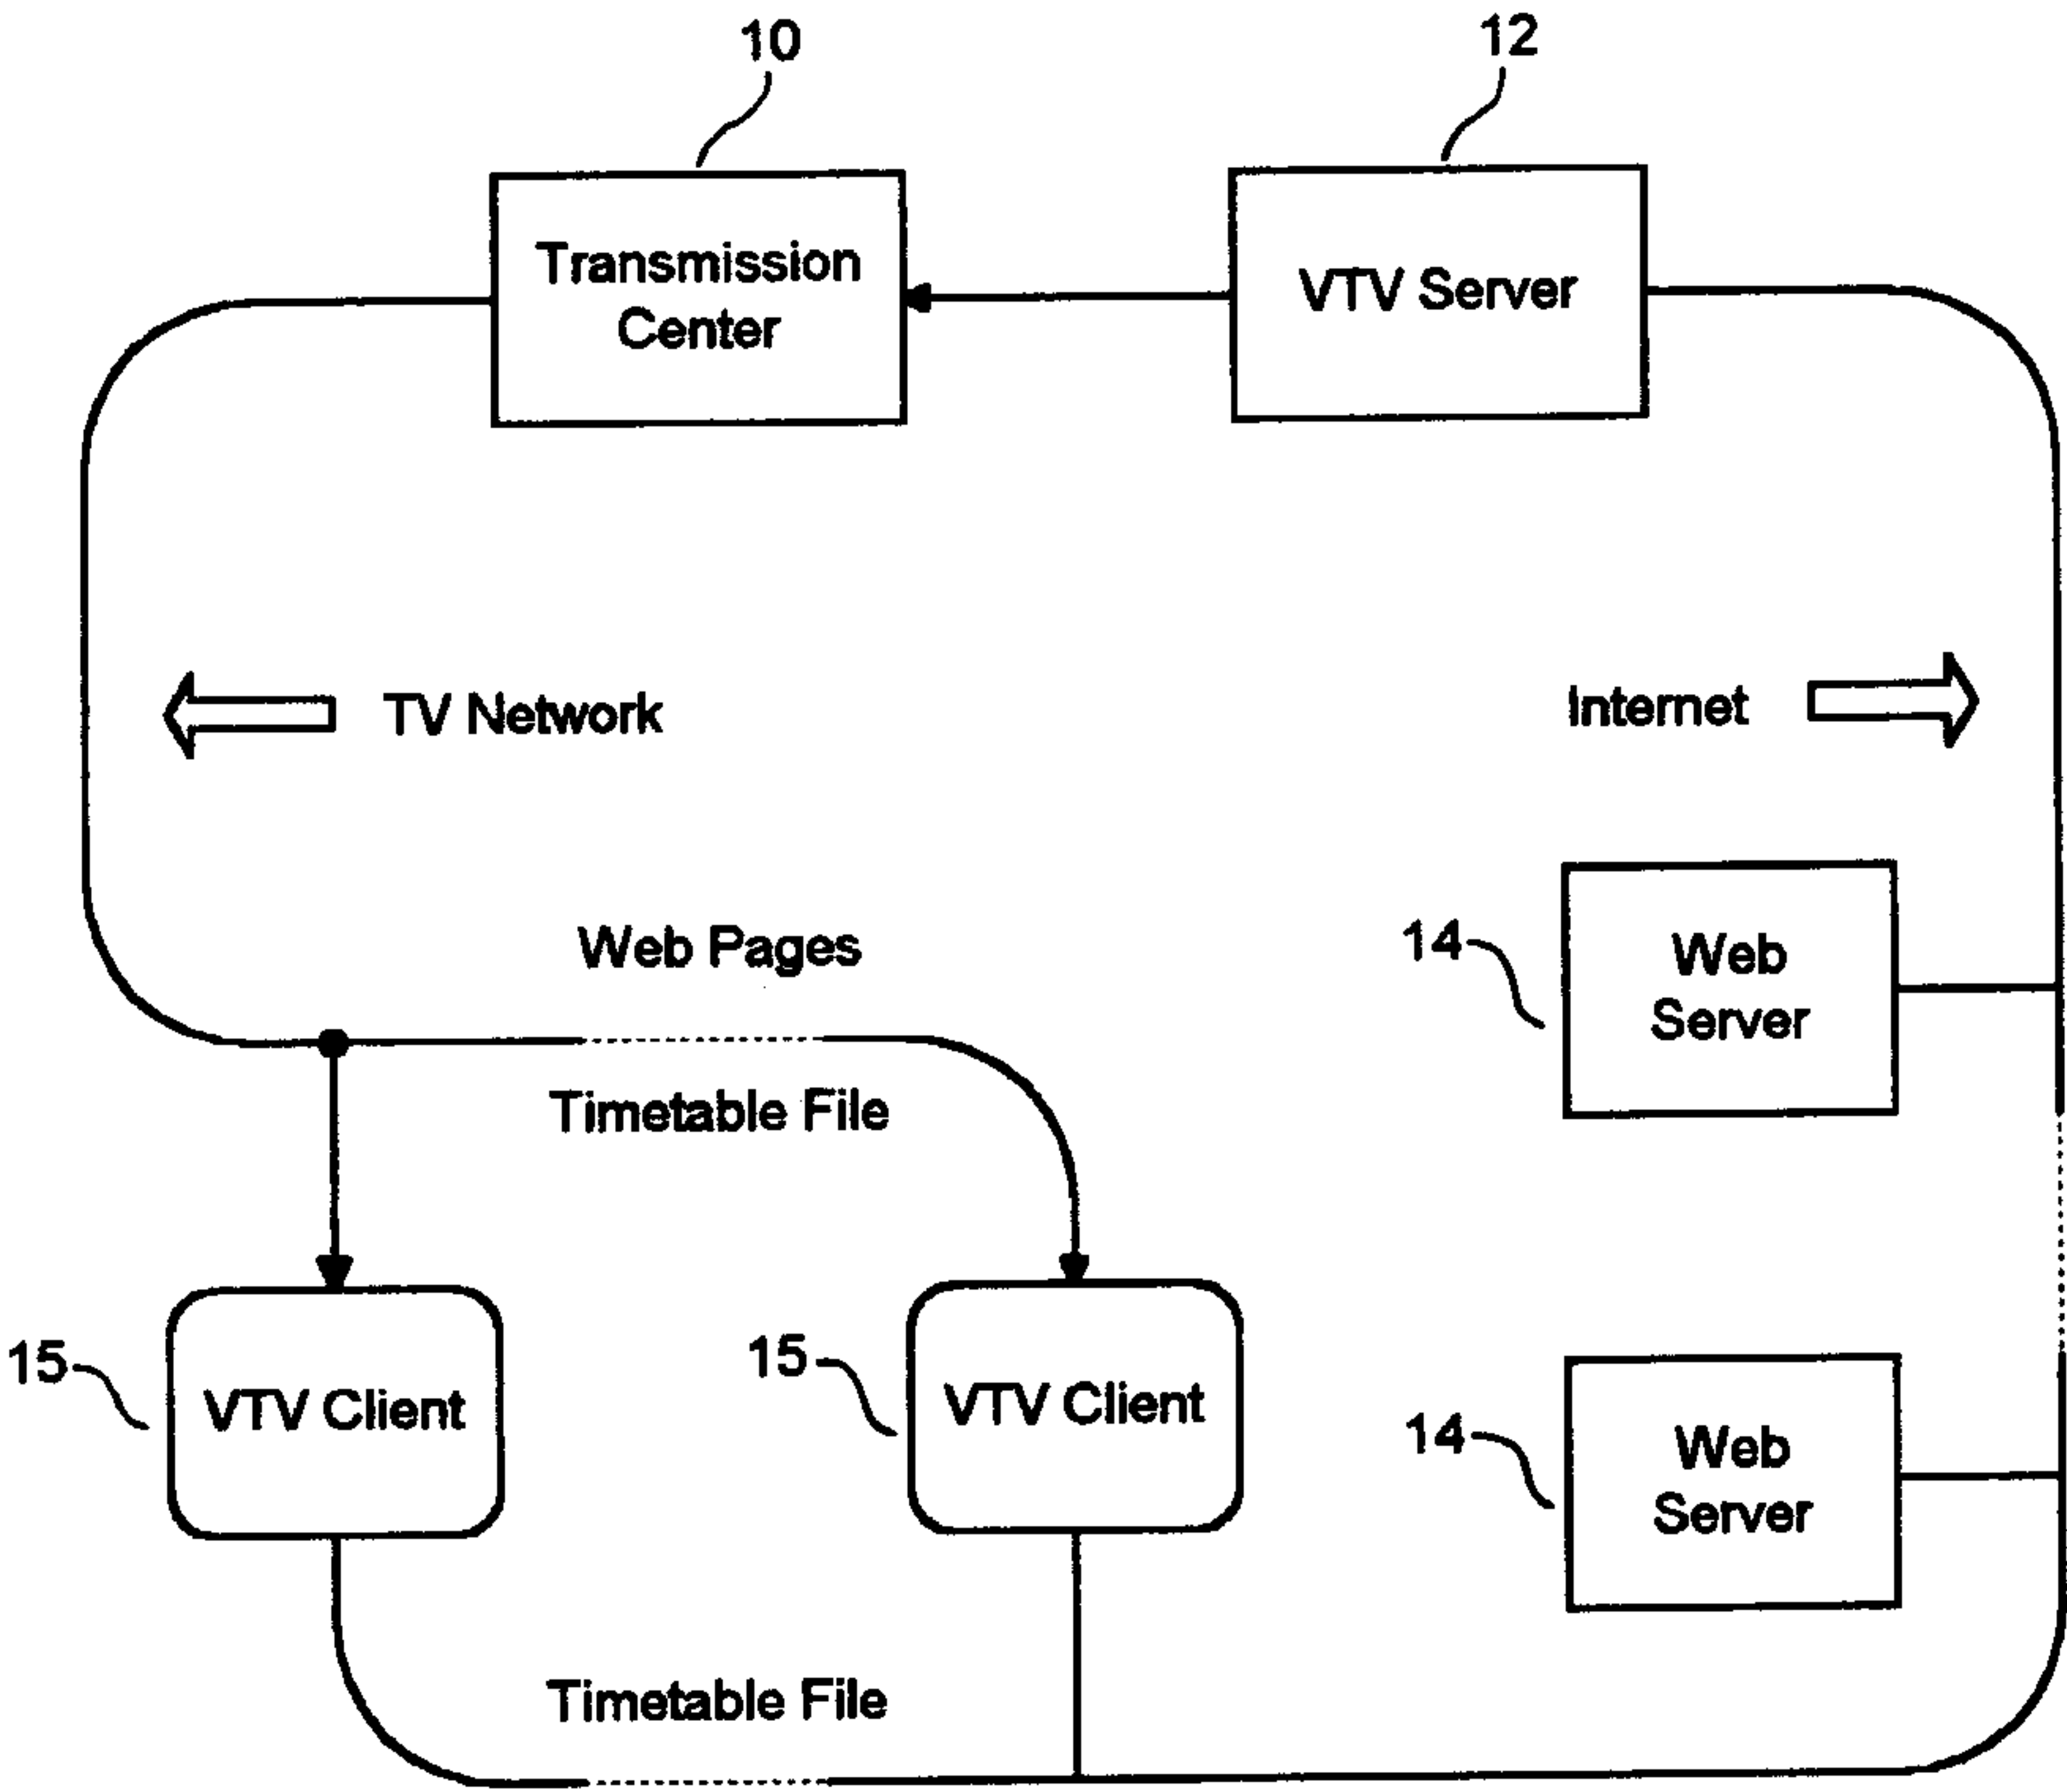 10
12
Transmission
Center
VTV Server
TV Network
Internet
Web Pages
14
Web
Server
Timetable File
15
VTV Client
15
VTV Client
14
Web
Server
Timetable File